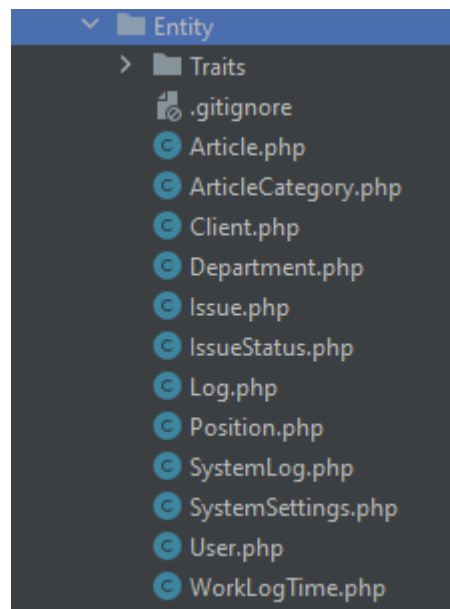 Entity
Traits
.gitignore
Article.php
ArticleCategory.php
Client.php
Department.php
Issue.php
IssueStatus.php
Log.php
Position.php
SystemLog.php
SystemSettings.php
User.php
WorkLogTime.php